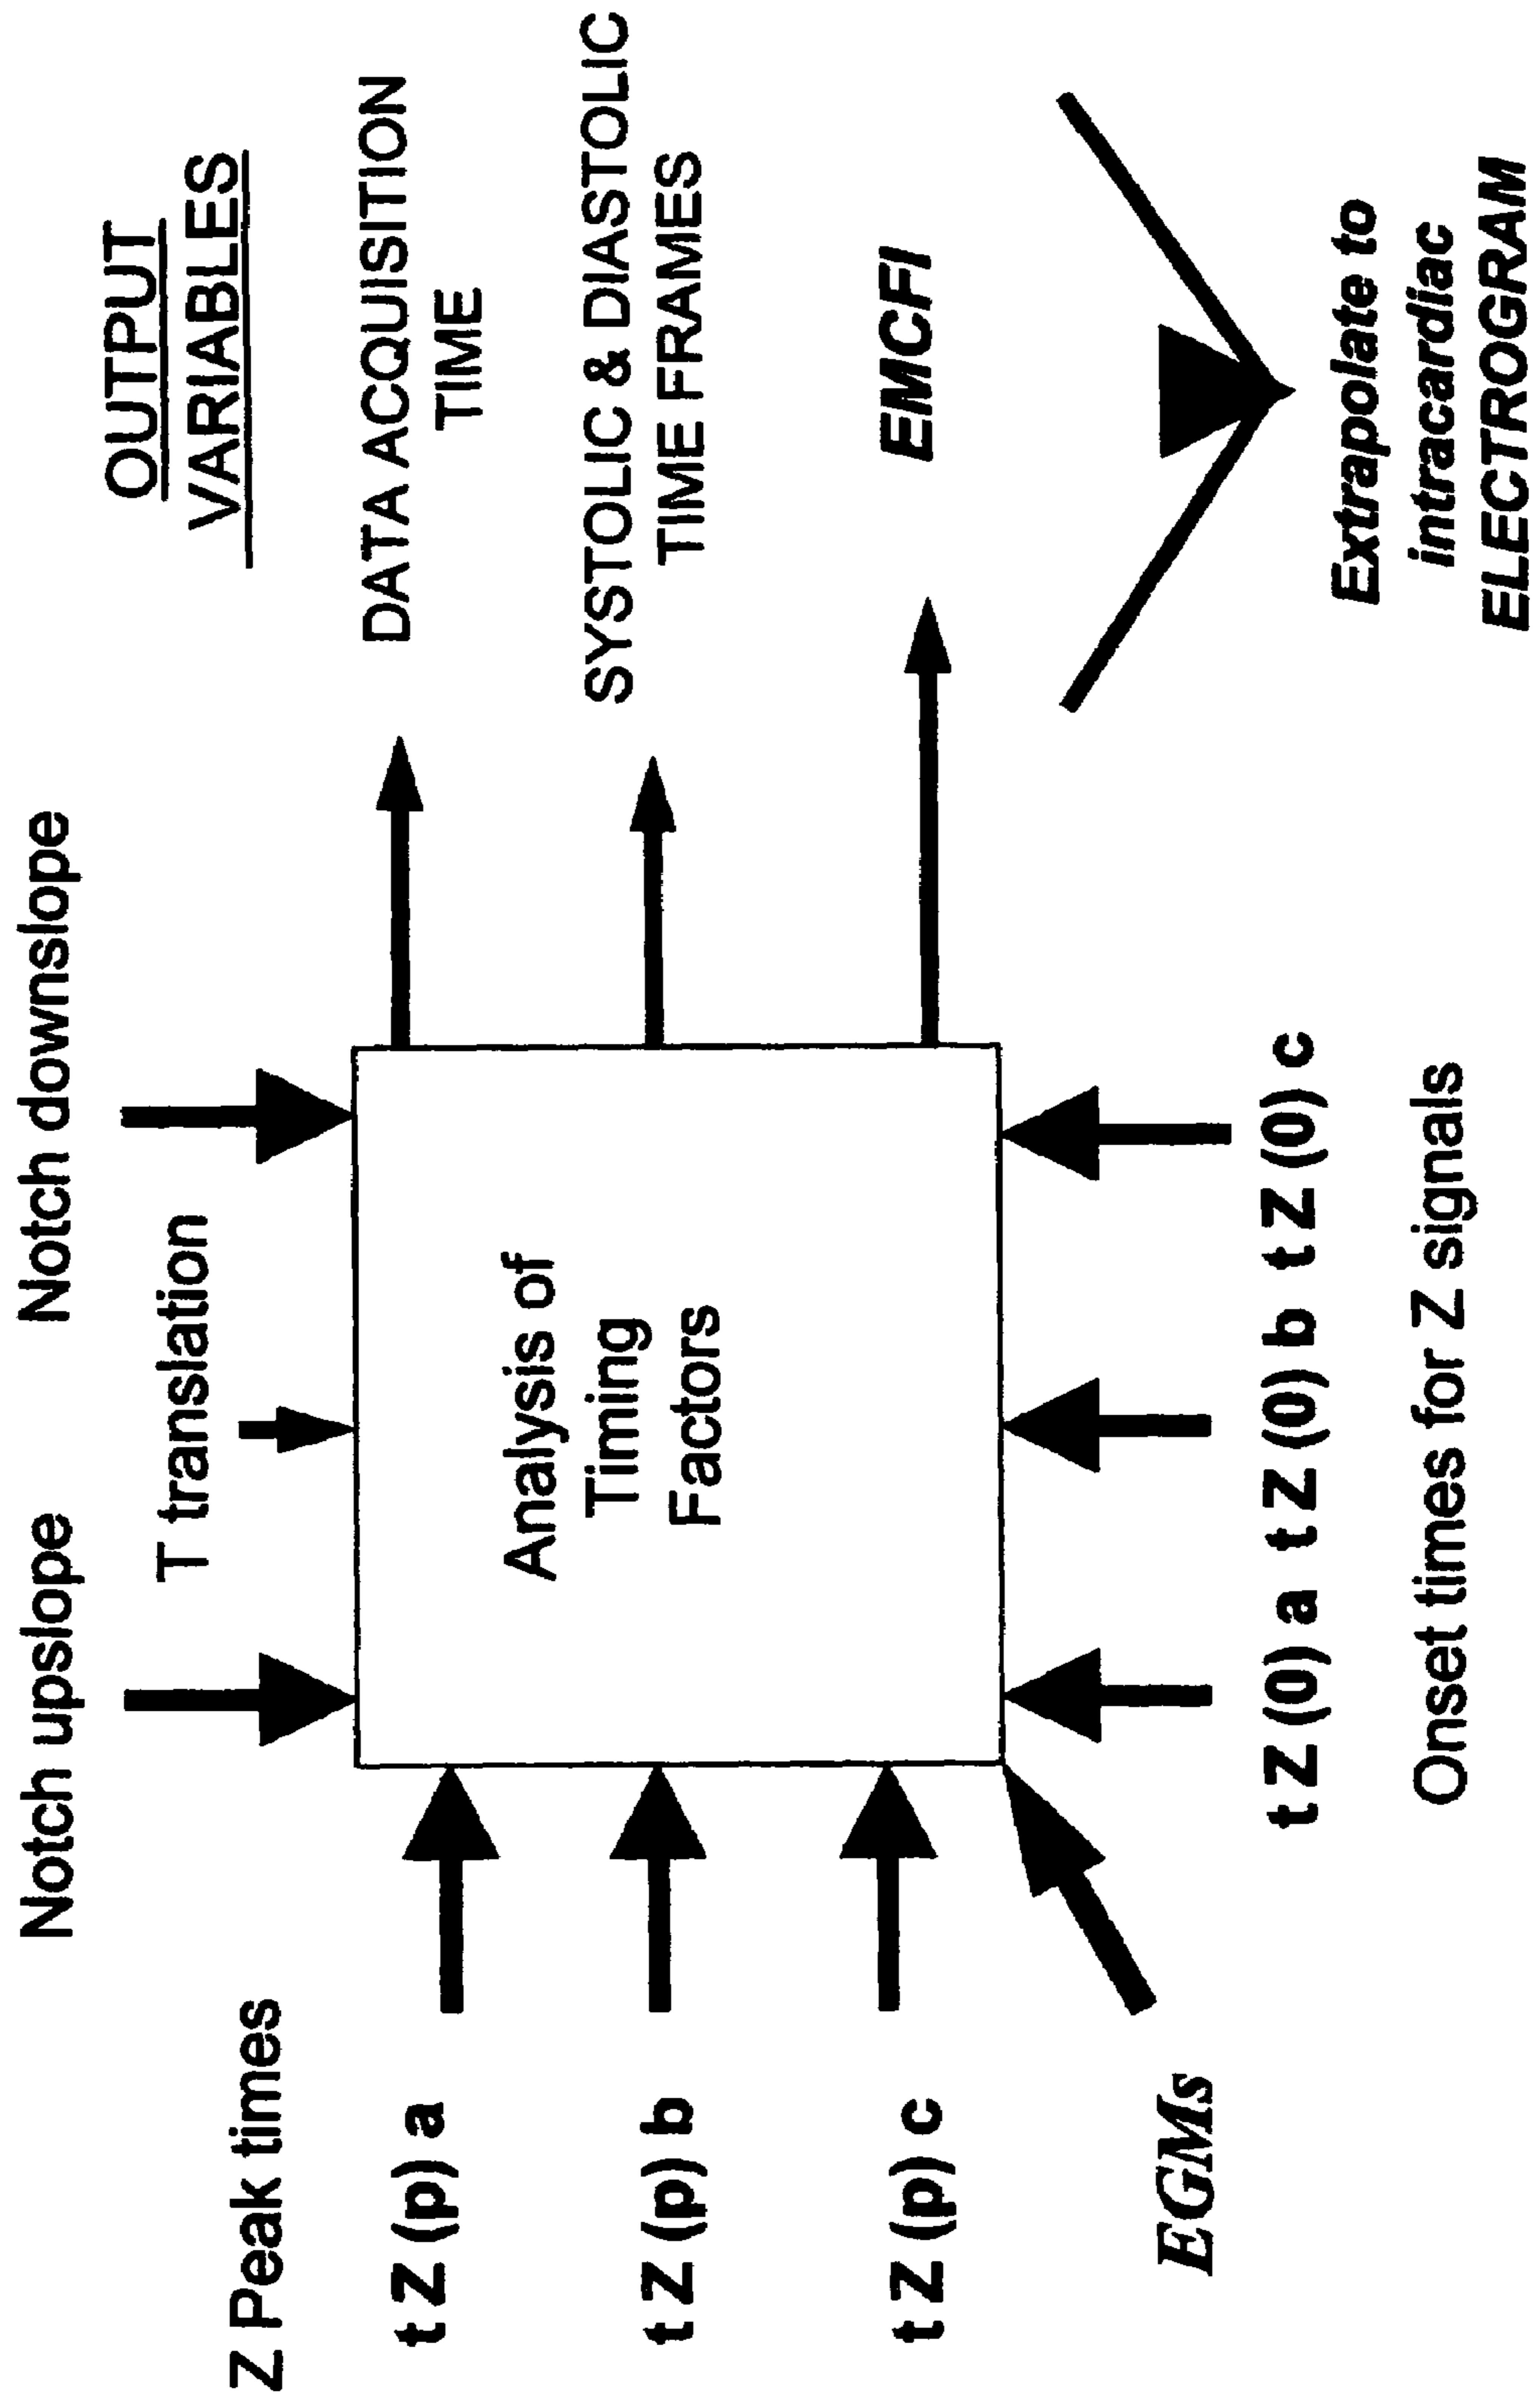 Notch upslope
Notch downslope
T translation
OUTPUT
VARIABLES
Z Peak times
t Z (p) a
t Z (p) b
t Z (p) c
EGMs
Analysis of
Timing
Factors
DATA ACQUISITION
TIME
SYSTOLIC & DIASTOLIC
TIME FRAMES
EMCFI
t Z (0) a t Z (0) b t Z (0) c
Onset times for Z signals
Extrapolate to
intracardiac
ELECTROGRAM